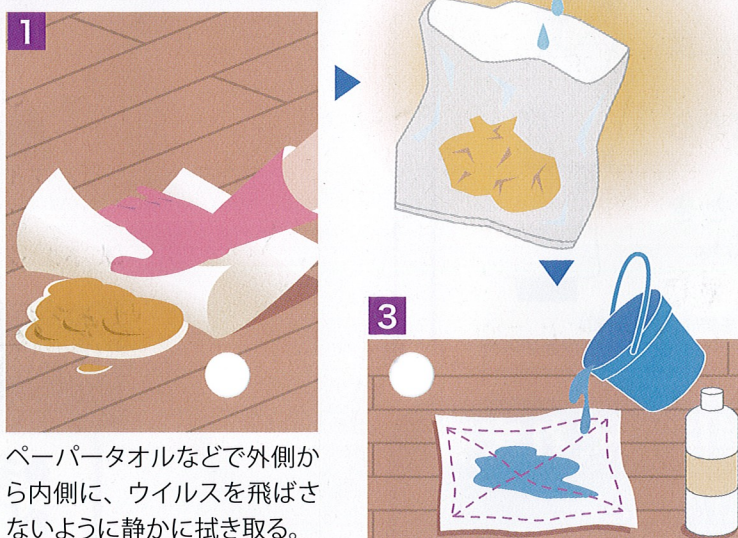 1
ペーパータオルなどで外側か
ら内側に、ウイルスを飛ばさ
ないように静かに拭き取る。
3